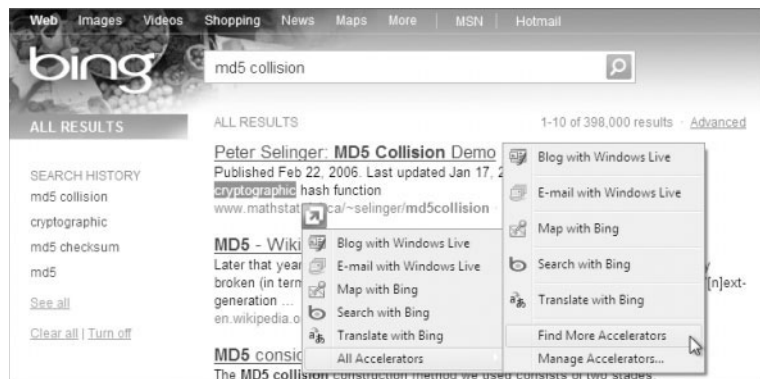 Web Images Videos Shopping News Maps More | MSN | Hotmail
bing
md5 collision
ALL RESULTS
SEARCH HISTORY
md5 collision
cryptographic
md5 checksum
md5
See all
Clear all | Turn off
ALL RESULTS 1-10 of 398,000 results · Advanced
Peter Selinger: MD5 Collision Demo
Published Feb 22, 2006. Last updated Jan 17, 2
cryptographic hash function
www.mathstat ca/~selinger/md5collision ·
MD5 - Wiki
Later that year y
broken (in term [n]ext-
generation ...
en.wikipedia.o
MD5 consid
The MD5 collision construction method we used consists of two stages
Blog with Windows Live
E-mail with Windows Live
Map with Bing
Search with Bing
Translate with Bing
All Accelerators
Blog with Windows Live
E-mail with Windows Live
Map with Bing
Search with Bing
Translate with Bing
Find More Accelerators
Manage Accelerators...